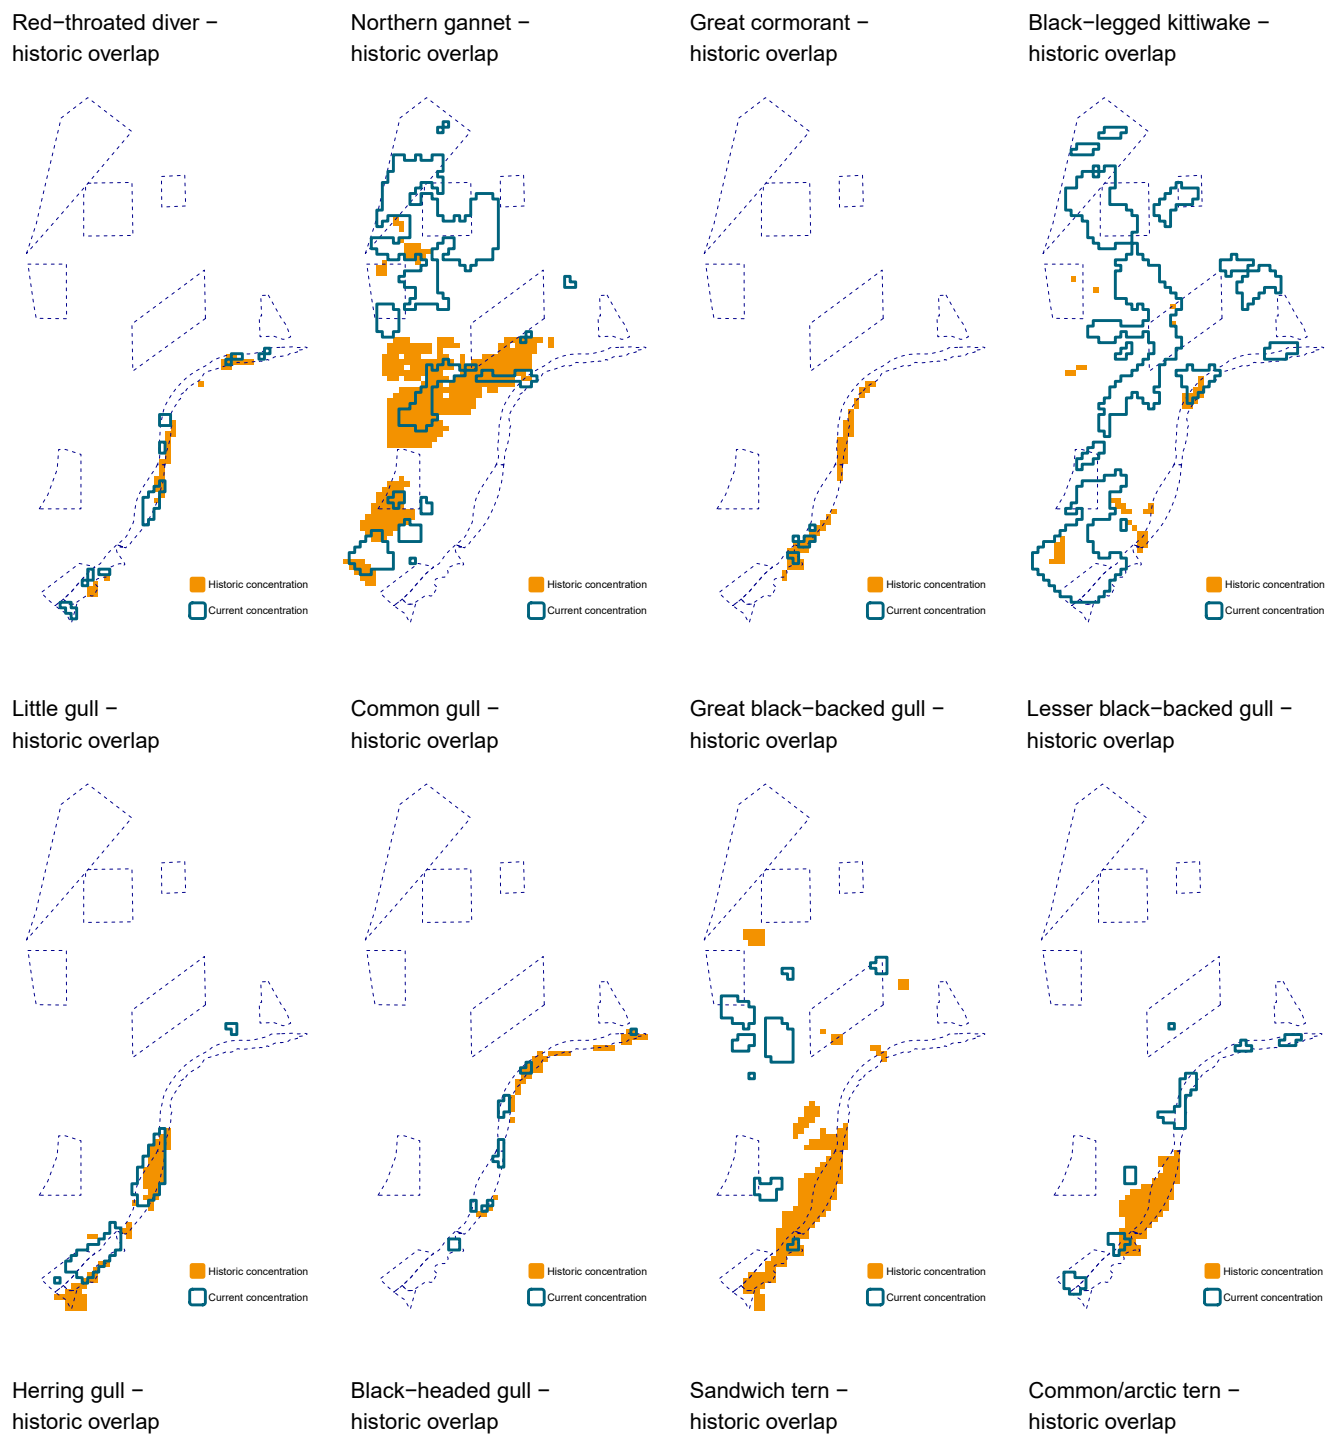 Red−throated diver −
historic overlap
Northern gannet −
historic overlap
Great cormorant −
historic overlap
Black−legged kittiwake −
historic overlap
Historic concentration
Current concentration
Historic concentration
Current concentration
Historic concentration
Current concentration
Historic concentration
Current concentration
Little gull −
historic overlap
Common gull −
historic overlap
Great black−backed gull −
historic overlap
Lesser black−backed gull −
historic overlap
Historic concentration
Current concentration
Historic concentration
Current concentration
Historic concentration
Current concentration
Historic concentration
Current concentration
Herring gull −
historic overlap
Black−headed gull −
historic overlap
Sandwich tern −
historic overlap
Common/arctic tern −
historic overlap